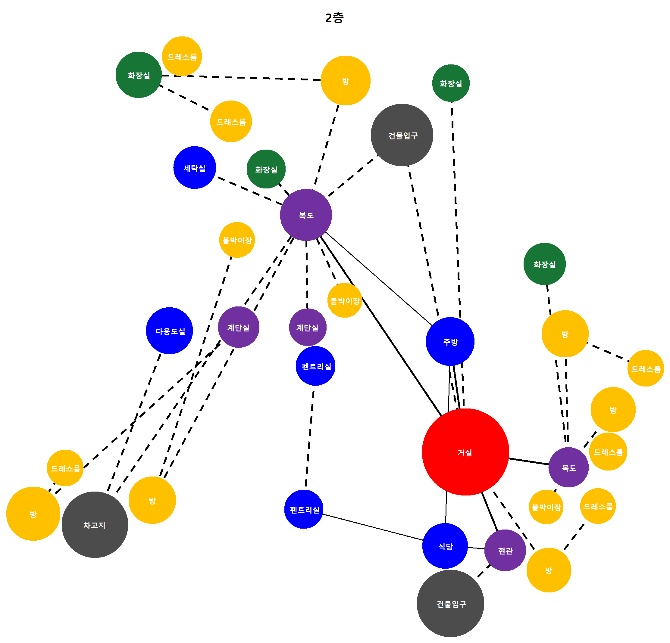 2층
드레스룸
화장실
방
화장실
드레스룸
건물입구
세탁실
화장실
복도
붙박이장
화장실
붙박이장
계단실
계단실
다용도실
주방
방
팬트리실
드레스룸
방
거실
드레스룸
드레스룸
복도
방
방
차고지
팬트리실
붙박이장
드레스룸
식당
현관
방
건물입구